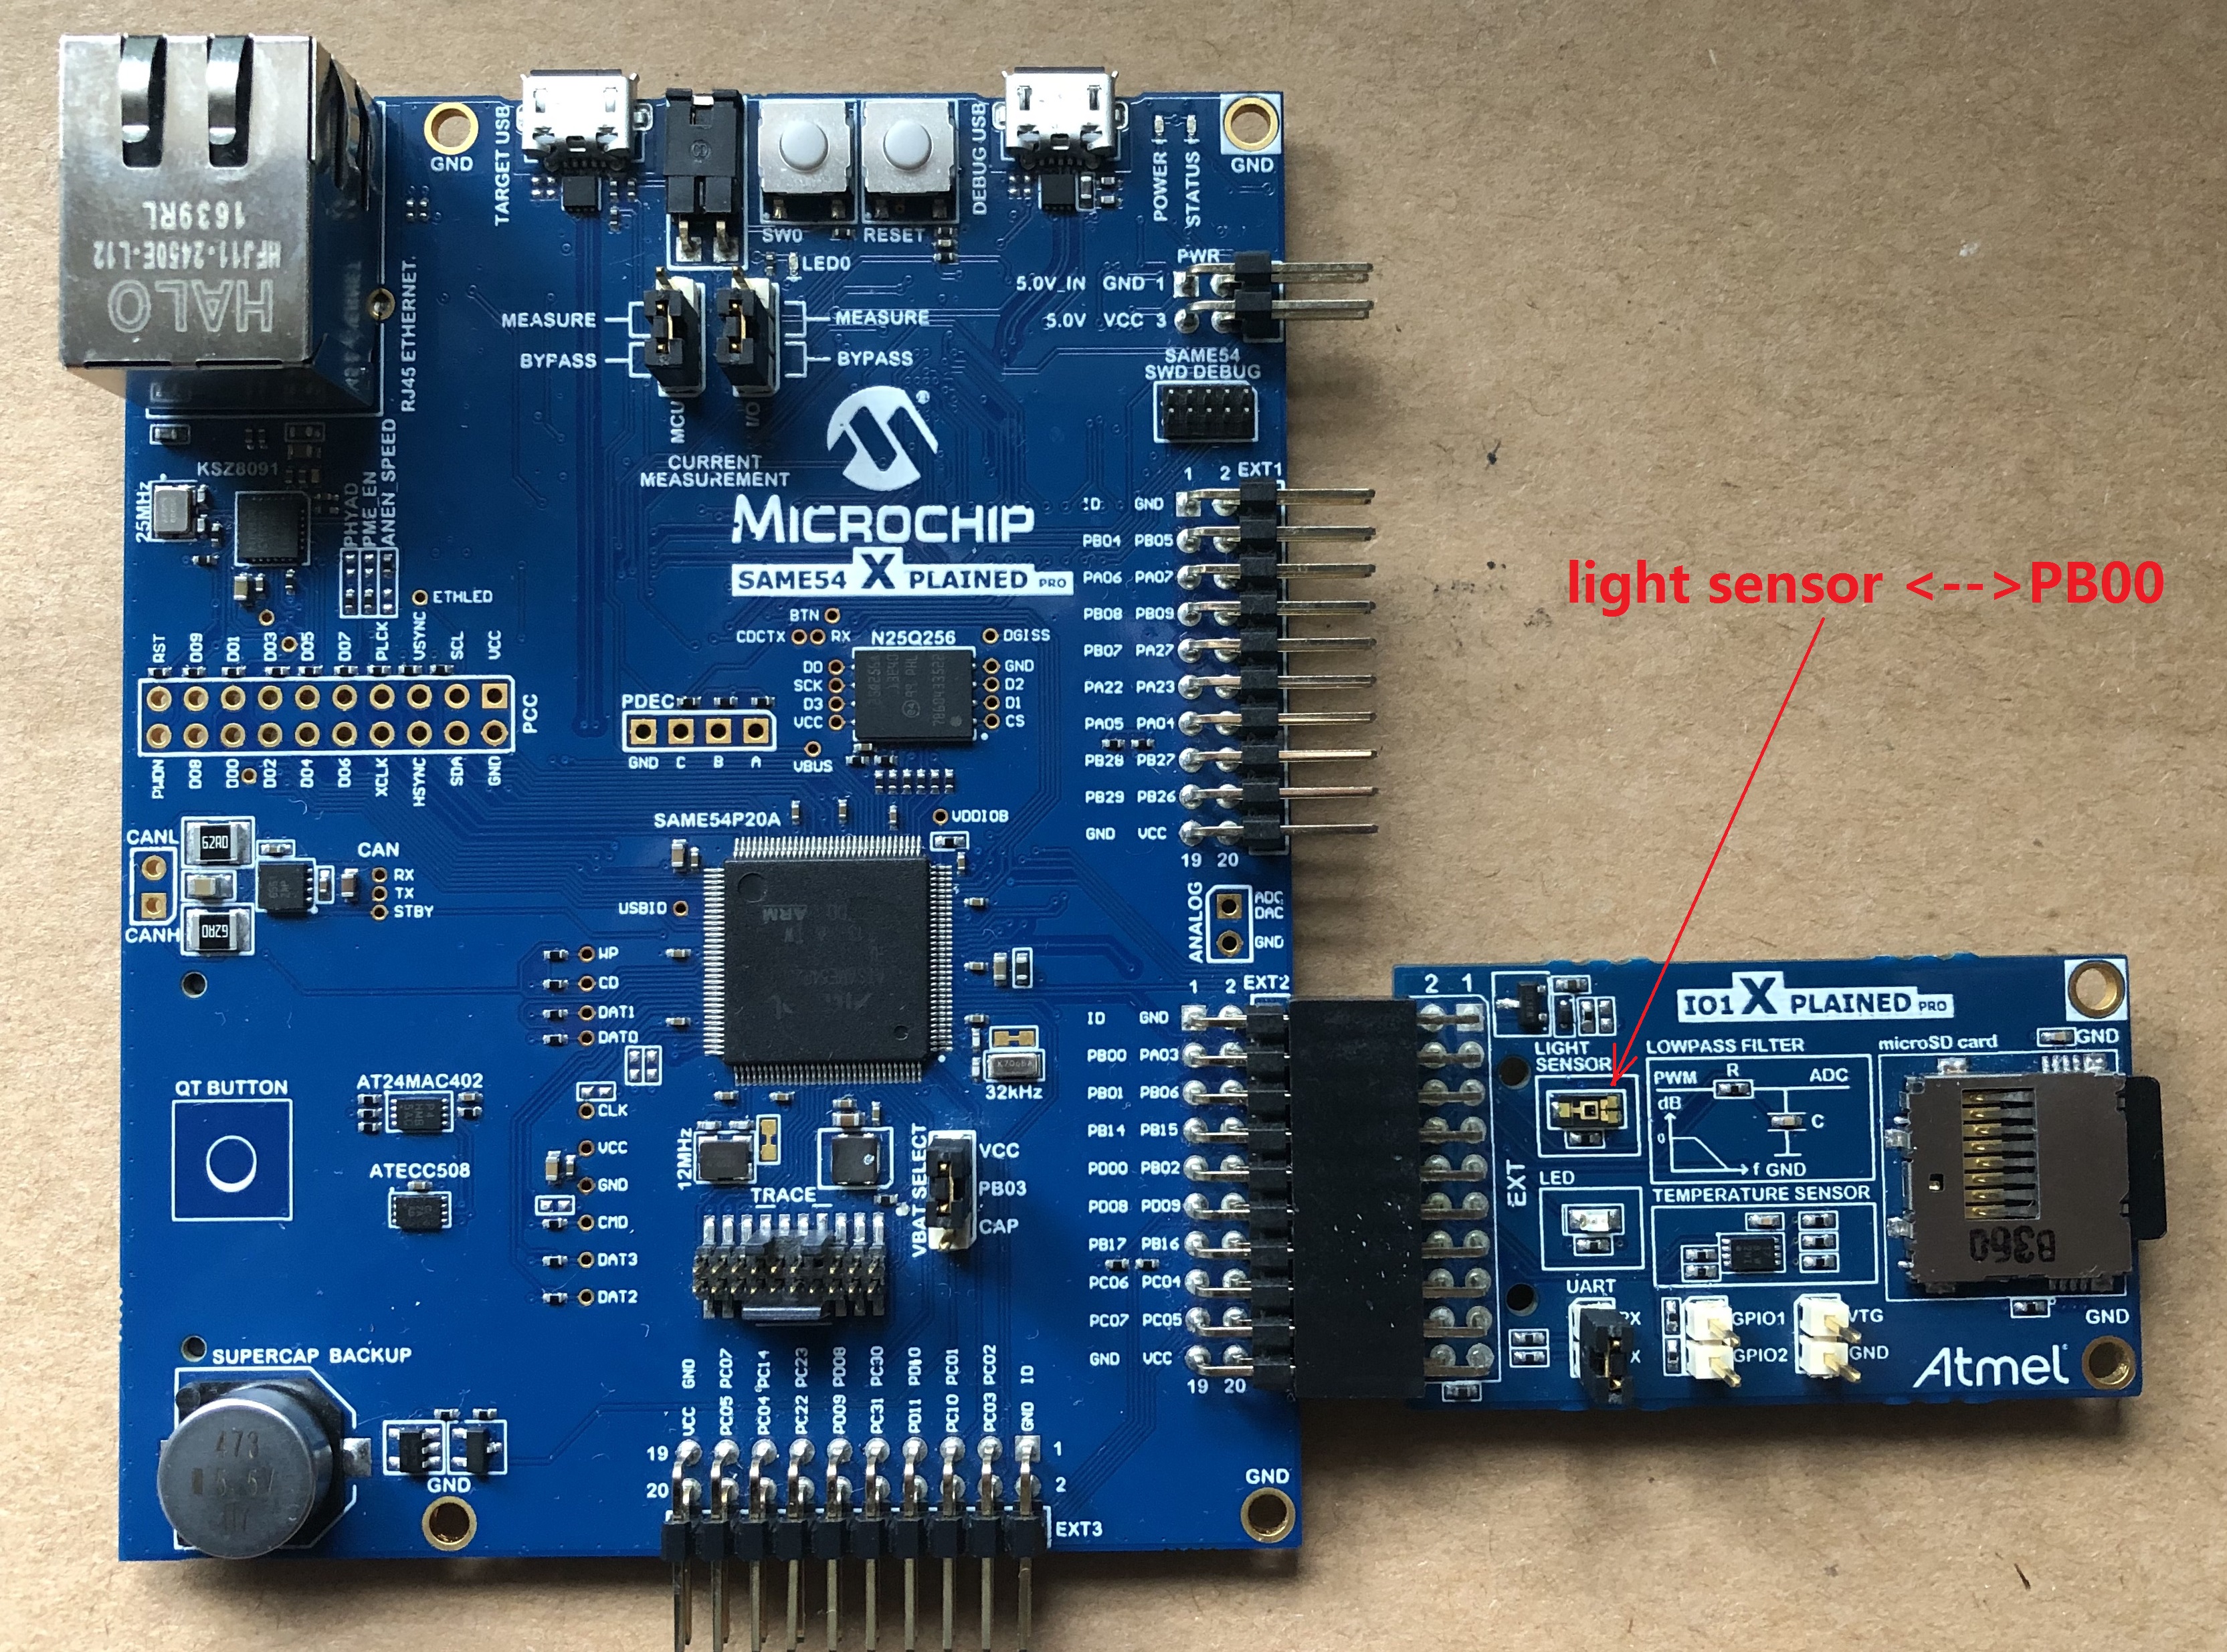 HALO
HFJ11-2450E-L12
1639RL
RJ45 ETHERNET.
GND
TARGET USB
SW0
RESET
DEBUG USB
POWER
STATUS
GND
LED0
PWR
5.0V_IN GND 1
5.0V VCC 3
MEASURE
MEASURE
BYPASS
BYPASS
MCU
I/O
CURRENT
MEASUREMENT
SAME54
SWD DEBUG
MICROCHIP
SAME54 XPLAINED PRO
KSZ8091
25MHz
PHYAD
PME_EN
ANEN_SPEED
ETHLED
RST
D09
D01
D03
D05
D07
PLCK
VSYNC
SCL
VCC
PCC
PWDN
D08
D00
D02
D04
D06
XCLK
HSYNC
SDA
GND
BTN
CDCTX
RX
N25Q256
DGISS
D0
SCK
D3
VCC
GND
D2
D1
CS
VBUS
PDEC
GND C B A
1 2 EXT1
ID GND
PB04 PB05
PA06 PA07
PB08 PB09
PB07 PA27
PA22 PA23
PA05 PA04
PB28 PB27
PB29 PB26
GND VCC
19 20
light sensor <-->PB00
SAME54P20A
VDDIOB
CANL
CANH
62R0
62R0
CAN
RX
TX
STBY
USBID
ARM
ANALOG
ADC
DAC
GND
WP
CD
DAT1
DAT0
CLK
VCC
GND
CMD
DAT3
DAT2
32kHz
12MHz
TRACE
VBAT SELECT
VCC
PB03
CAP
QT BUTTON
AT24MAC402
ATECC508
1 2 EXT2
ID GND
PB00 PA03
PB01 PB06
PB14 PB15
PD00 PB02
PD08 PD09
PB17 PB16
PC06 PC04
PC07 PC05
GND VCC
19 20
2 1
IO1 XPLAINED PRO
LIGHT
SENSOR
LOWPASS FILTER
PWM
R
ADC
dB
0
C
f
GND
microSD card
GND
EXT
LED
TEMPERATURE SENSOR
B360
UART
GPIO1
GPIO2
VTG
GND
GND
Atmel
SUPERCAP BACKUP
473
5.5V
GND
GND
PC07
PC14
PC23
PD08
PC30
PD10
PC01
PC02
ID
VCC
PC05
PC04
PC22
PD09
PC31
PD11
PC10
PC03
GND
19
20
1
2
EXT3
GND